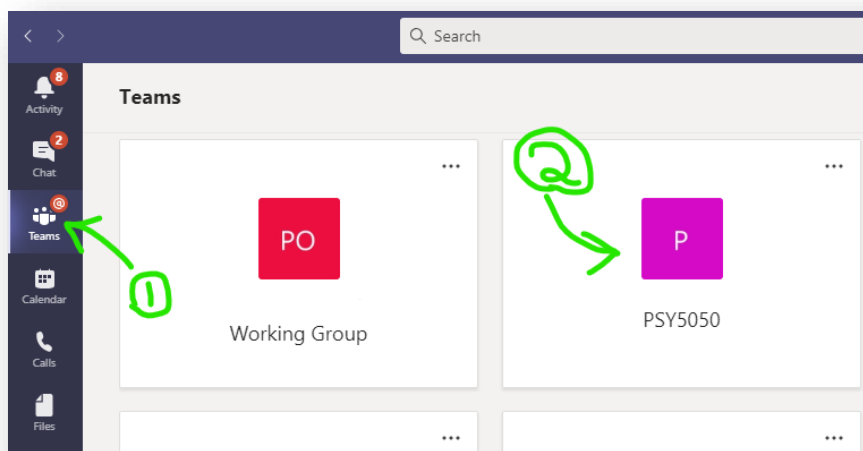 Search
8
Activity
Teams
2
Chat
@
Teams
1
2
PO
P
Calendar
Working Group
PSY5050
Calls
Files